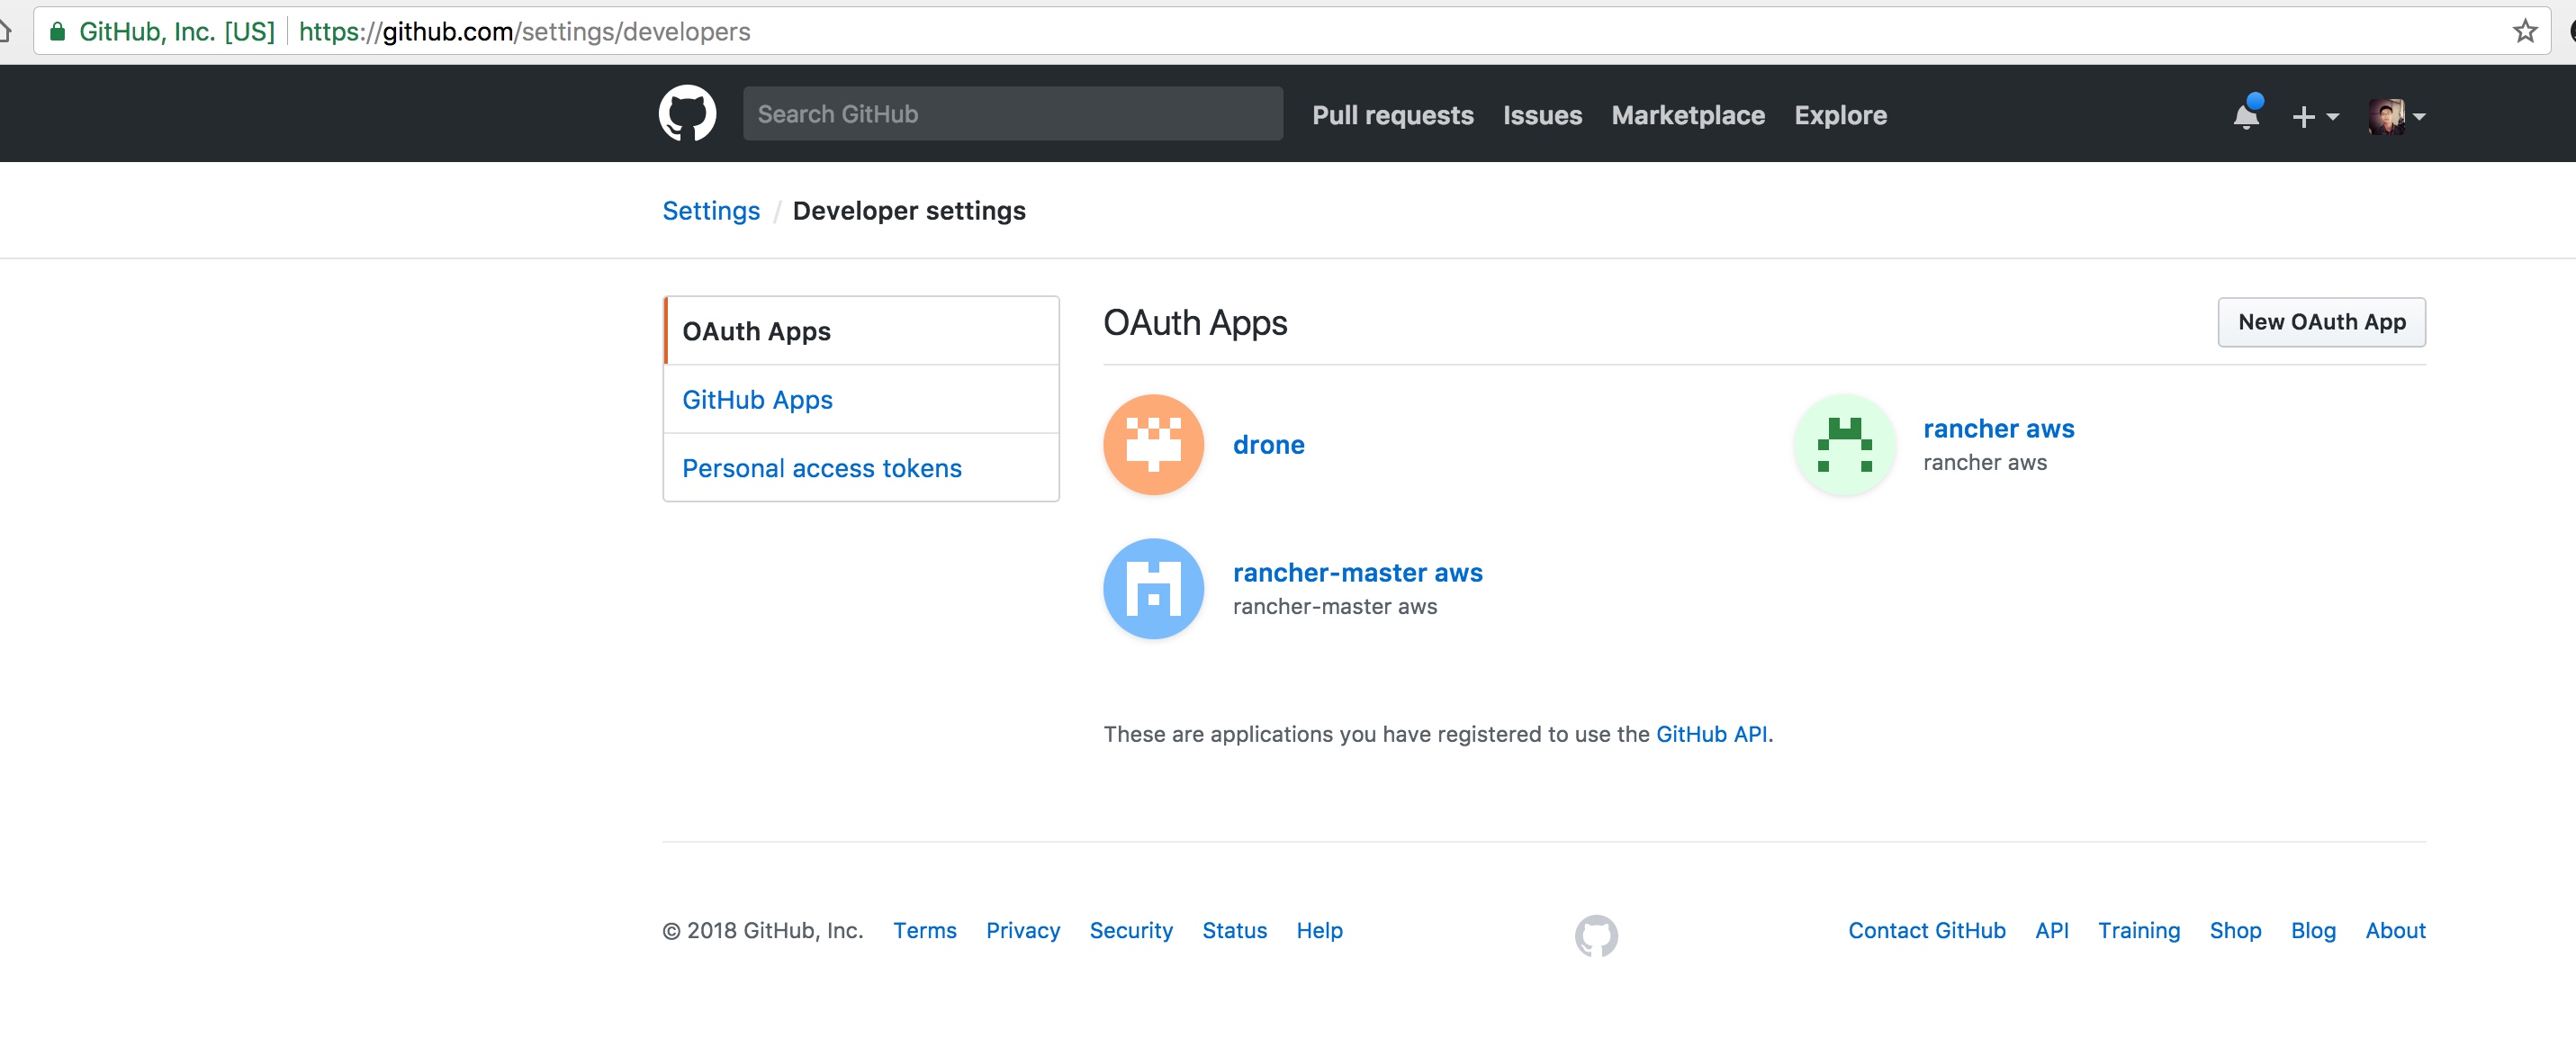 GitHub, Inc. [US] https://github.com/settings/developers
Search GitHub Pull requests Issues Marketplace Explore
Settings / Developer settings
OAuth Apps
GitHub Apps
Personal access tokens
OAuth Apps New OAuth App
drone
rancher aws
rancher aws
rancher-master aws
rancher-master aws
These are applications you have registered to use the GitHub API.
© 2018 GitHub, Inc. Terms Privacy Security Status Help Contact GitHub API Training Shop Blog About